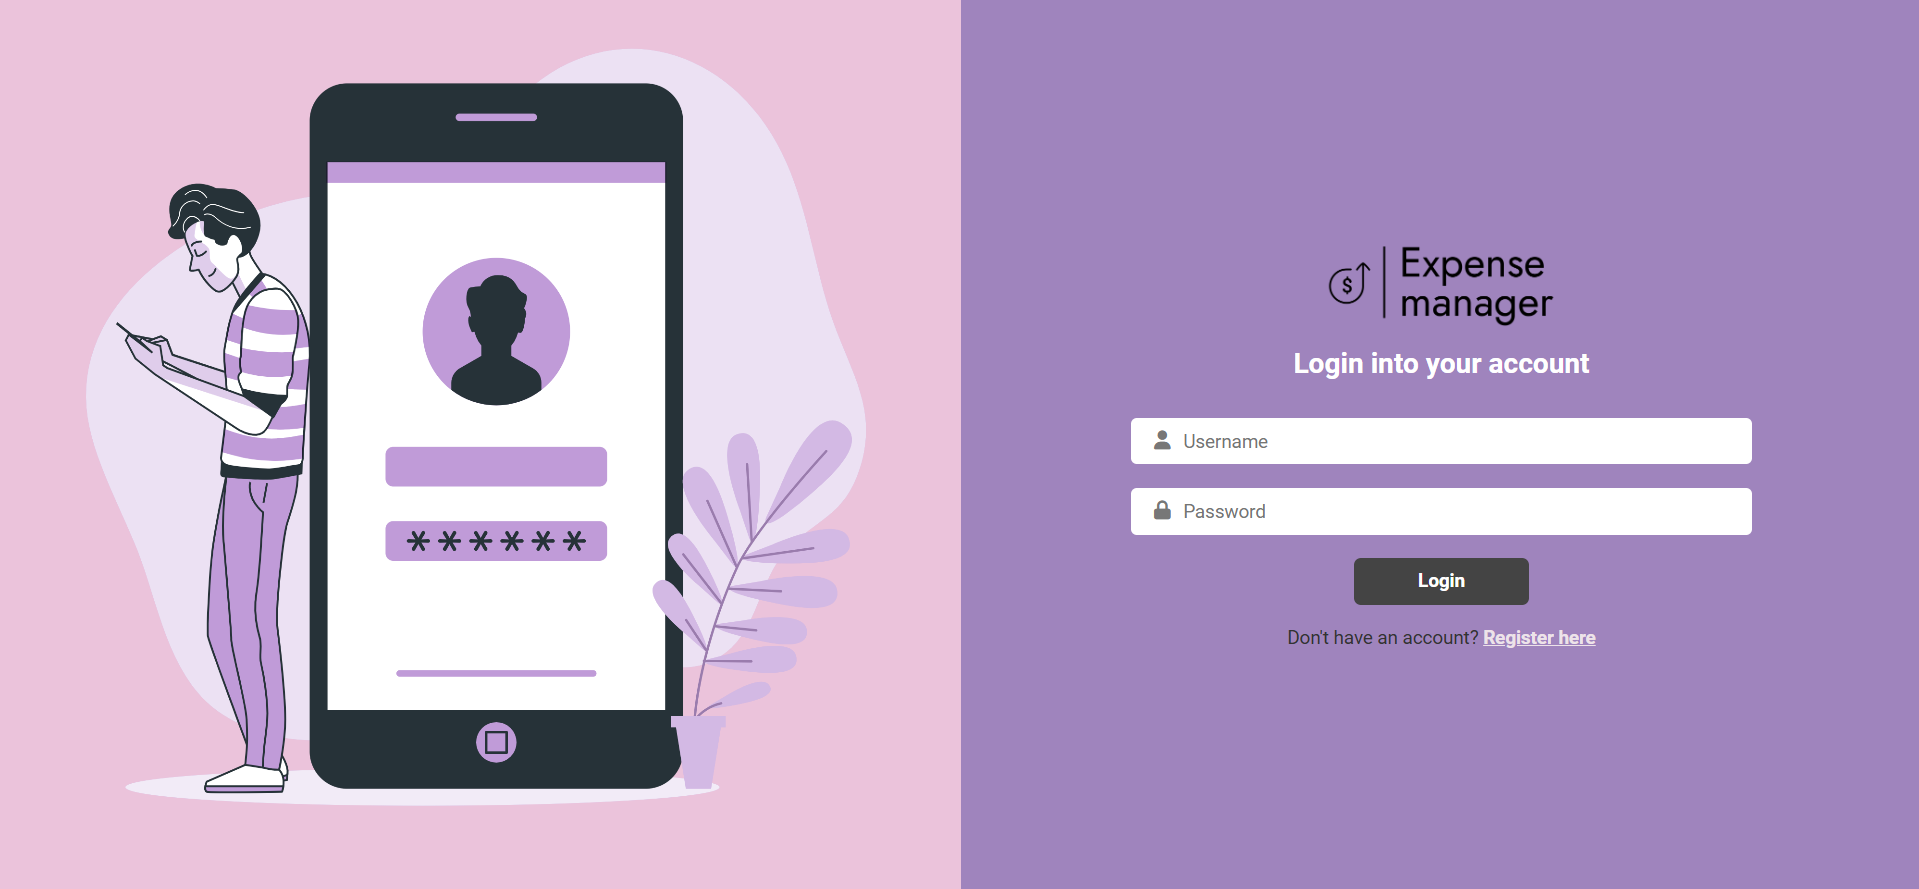 ******
$
Expense
manager
Login into your account
Username
Password
Login
Don't have an account? Register here